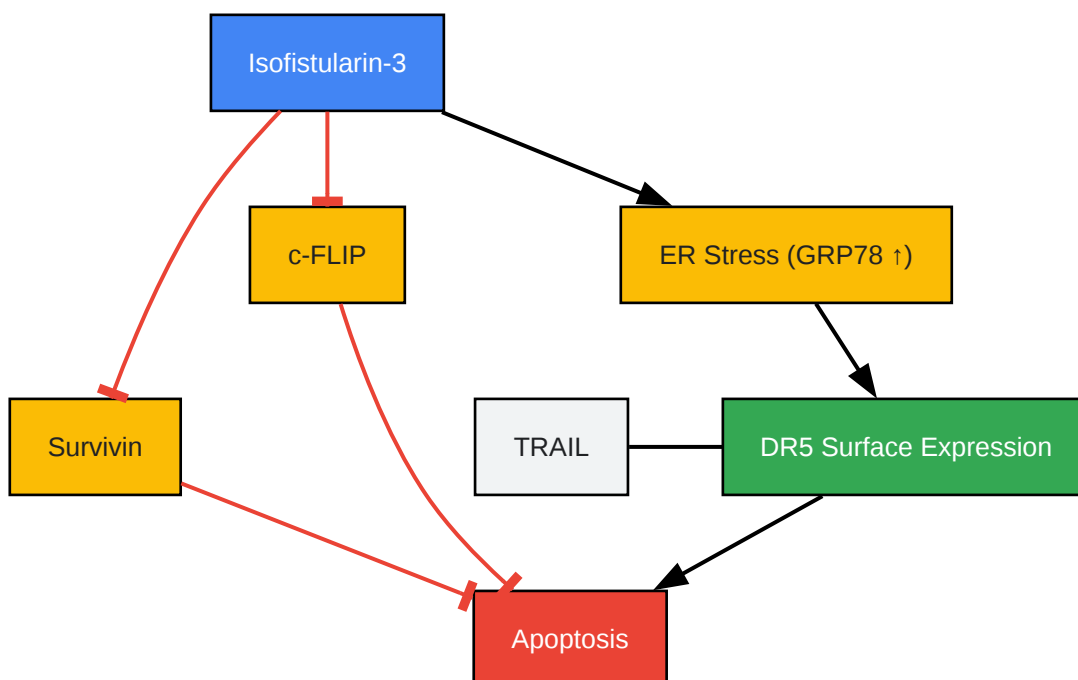 Isofistularin-3
c-FLIP
ER Stress (GRP78 ↑)
Survivin
TRAIL
DR5 Surface Expression
Apoptosis